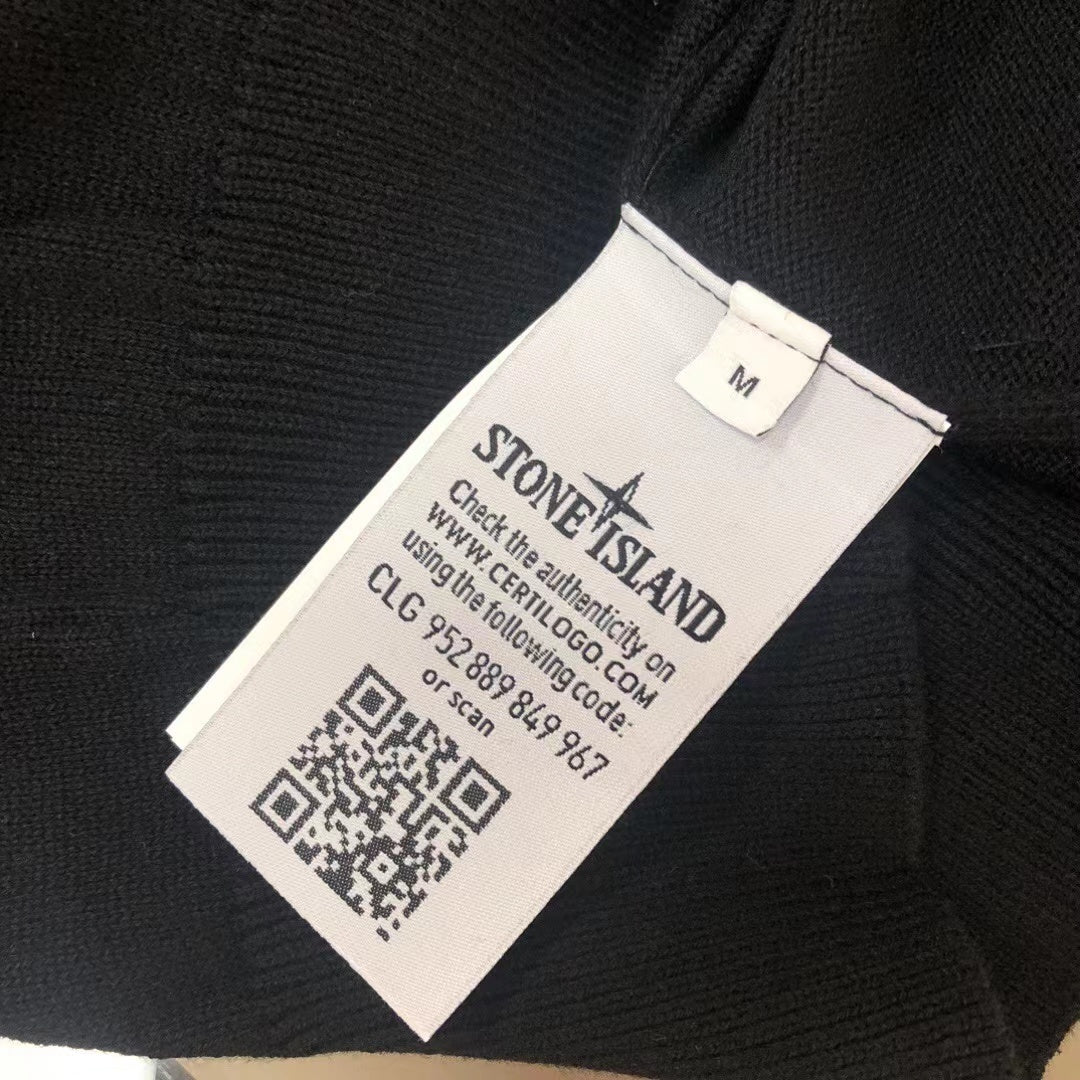 M
STONE ISLAND
Check the authenticity on
WWW.CERTILOGO.COM
using the following code:
CLG 952 889 849 967
or scan